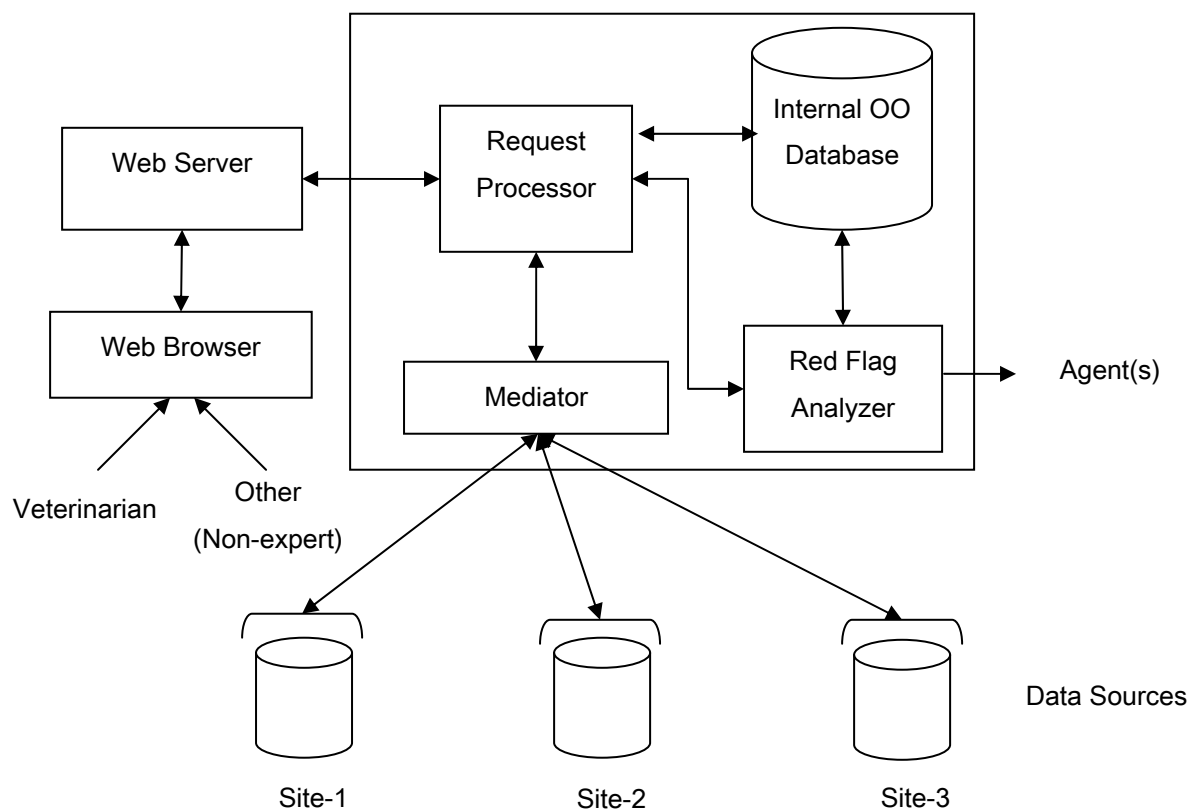 Internal OO
Database
Request
Processor
Web Server
Web Browser
Red Flag
Analyzer
Agent(s)
Mediator
Veterinarian
Other
(Non-expert)
Data Sources
Site-1
Site-2
Site-3